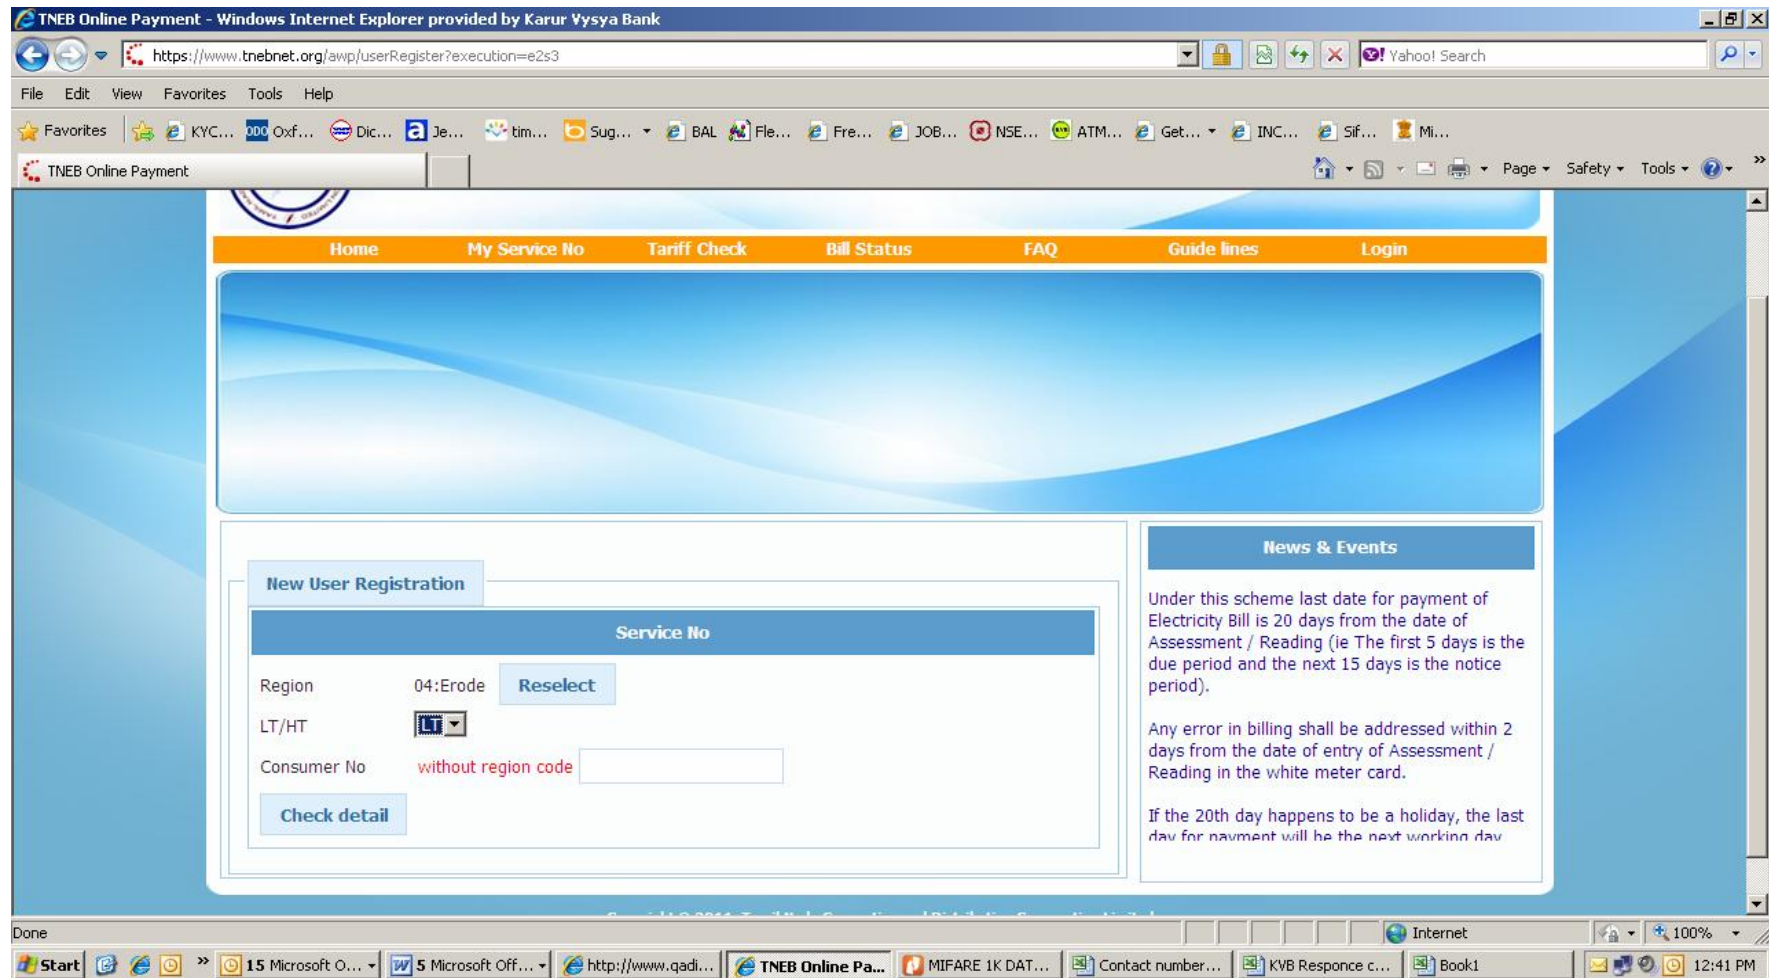 TNEB Online Payment - Windows Internet Explorer provided by Karur Vysya Bank
https://www.tnebnet.org/awp/userRegister?execution=e2s3
Yahoo! Search
File Edit View Favorites Tools Help
Favorites KYC... Oxf... Dic... Je... tim... Sug... BAL Fle... Fre... JOB... NSE... ATM... Get... INC... Sif... Mi...
TNEB Online Payment Page Safety Tools
Home My Service No Tariff Check Bill Status FAQ Guide lines Login
New User Registration
Service No
Region 04:Erode Reselect
LT/HT LT
Consumer No without region code
Check detail
News & Events
Under this scheme last date for payment of
Electricity Bill is 20 days from the date of
Assessment / Reading (ie The first 5 days is the
due period and the next 15 days is the notice
period).
Any error in billing shall be addressed within 2
days from the date of entry of Assessment /
Reading in the white meter card.
If the 20th day happens to be a holiday, the last
day for payment will be the next working day
Done Internet 100%
Start 15 Microsoft O... 5 Microsoft Off... http://www.qadi... TNEB Online Pa... MIFARE 1K DAT... Contact number... KVB Responce c... Book1 12:41 PM